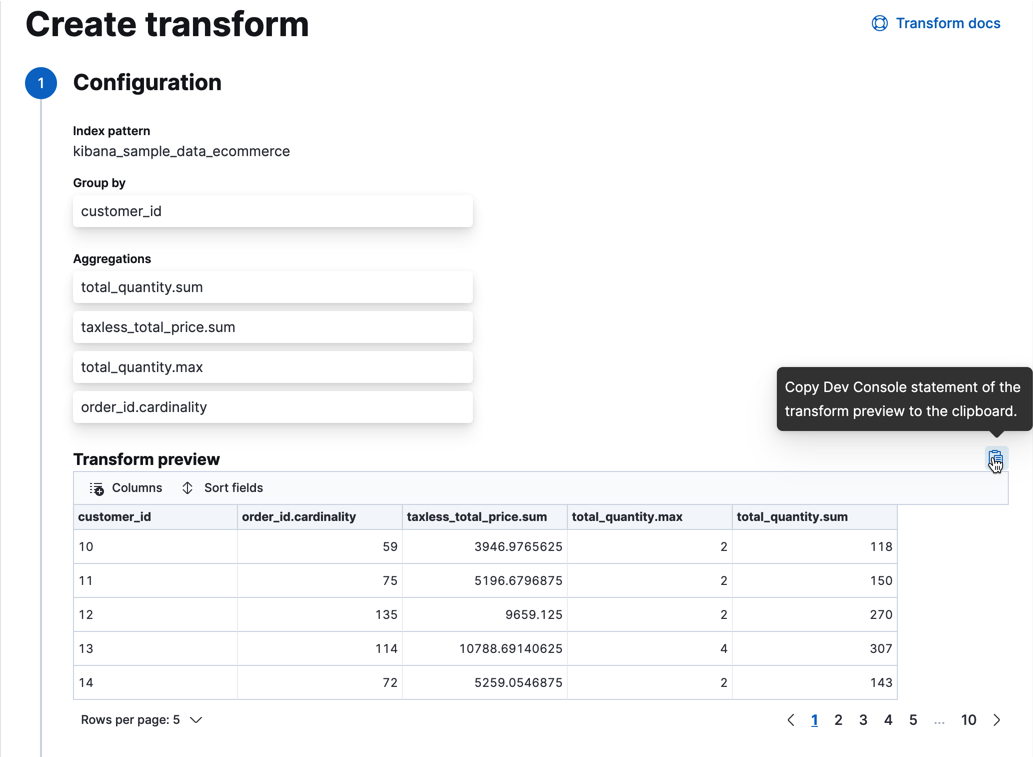 Create transform
Transform docs
1 Configuration
Index pattern
kibana_sample_data_ecommerce
Group by
customer_id
Aggregations
total_quantity.sum
taxless_total_price.sum
total_quantity.max
order_id.cardinality
Copy Dev Console statement of the
transform preview to the clipboard.
Transform preview
Columns Sort fields
customer_id order_id.cardinality taxless_total_price.sum total_quantity.max total_quantity.sum
10 59 3946.9765625 2 118
11 75 5196.6796875 2 150
12 135 9659.125 2 270
13 114 10788.69140625 4 307
14 72 5259.0546875 2 143
Rows per page: 5 1 2 3 4 5 ... 10